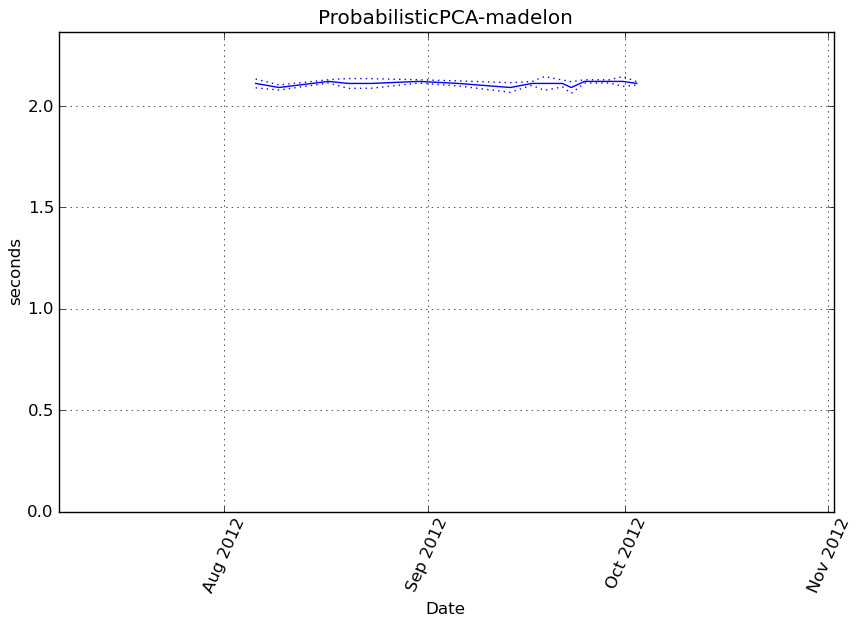 ProbabilisticPCA-madelon
2.0
1.5
1.0
0.5
0.0
seconds
Aug 2012
Sep 2012
Oct 2012
Nov 2012
Date